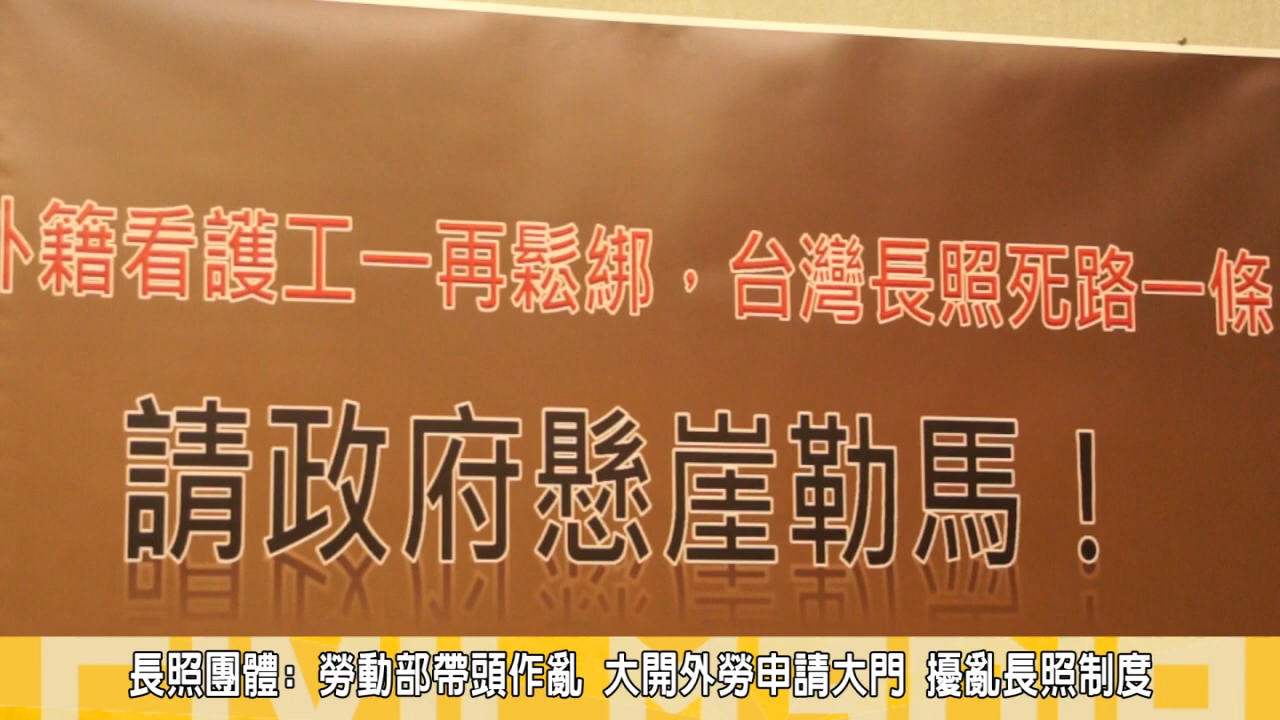 外籍看護工一再鬆綁，台灣長照死路一條
請政府懸崖勒馬！
長照團體：勞動部帶頭作亂 大開外勞申請大門 擾亂長照制度